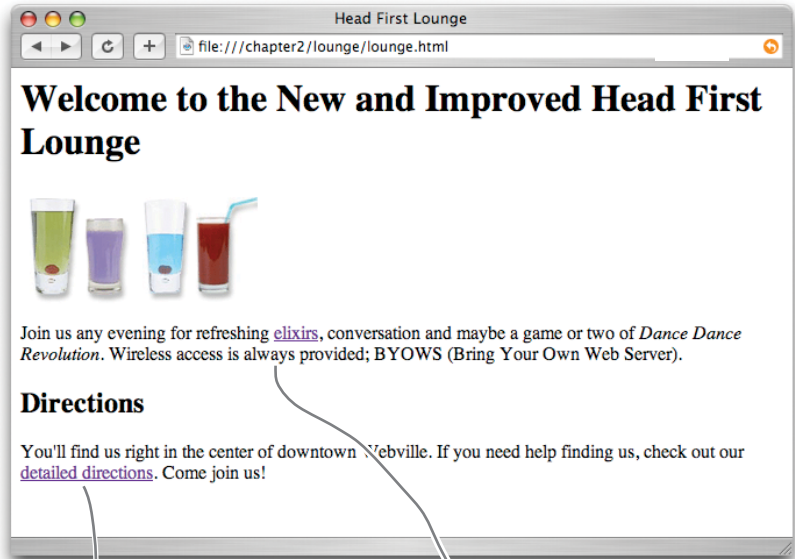 Head First Lounge
file:///chapter2/lounge/lounge.html
Welcome to the New and Improved Head First
Lounge
Join us any evening for refreshing elixirs, conversation and maybe a game or two of Dance Dance
Revolution. Wireless access is always provided; BYOWS (Bring Your Own Web Server).
Directions
You'll find us right in the center of downtown Webville. If you need help finding us, check out our
detailed directions. Come join us!